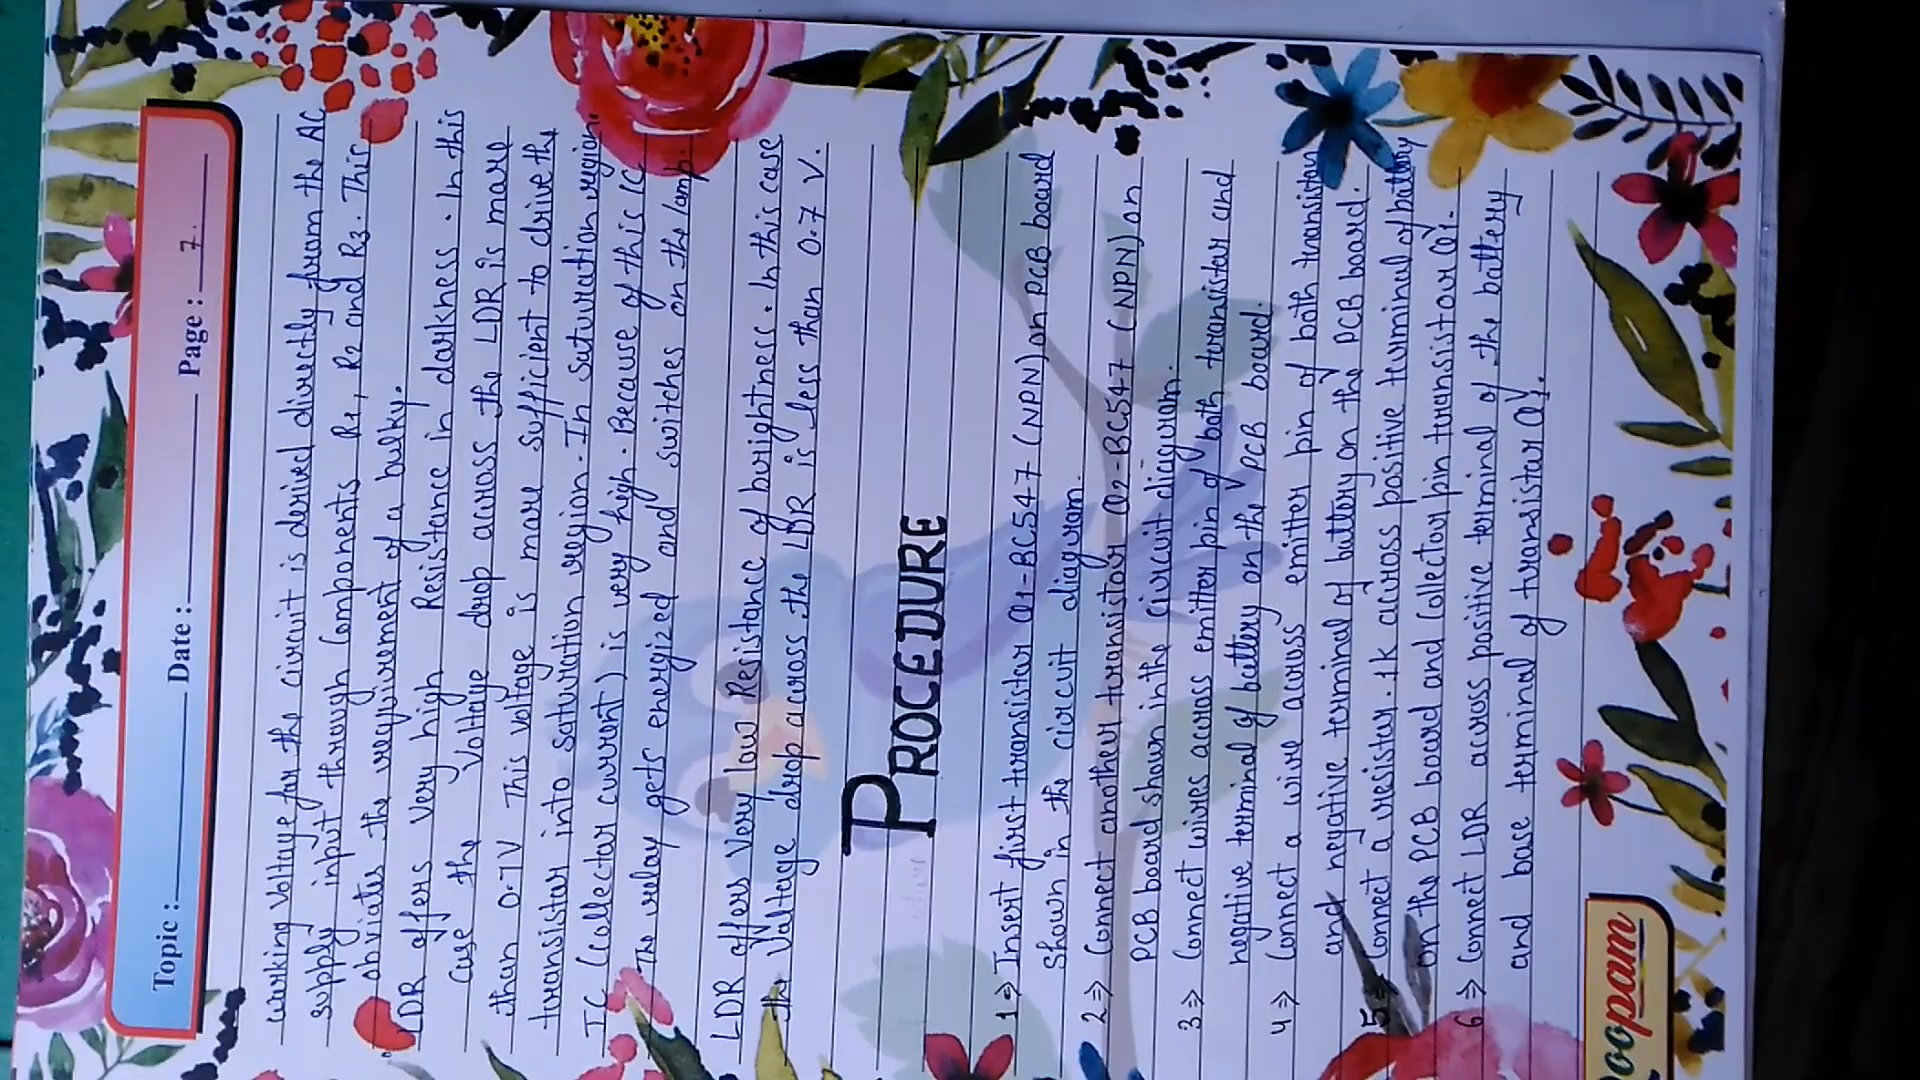 Topic : Date : Page : 7.
working voltage for the circuit is derived directly from the AC
supply input through components R1, R2 and R3. This
obviates the requirement of a bulky.
LDR offers very high Resistance in darkness. In this
case the voltage drop across the LDR is more
than 0.7V This voltage is more sufficient to drive the
transistor into saturation region. In saturation region.
IC (collector current) is very high. Because of this IC
The relay gets energized and switches on the lamp.
LDR offers Very low Resistance of brightness. In this case
the Valtage drop across the LDR is less than 0.7 V.
PROCEDURE
1 => Insert first transistor Q1-BC547 (NPN) on PCB board
shown in the circuit diagram.
2 => Connect another transistor Q2-BC547 (NPN) on
PCB board shown in the circuit diagram.
3 => Connect wires across emitter pin of both transistor and
negative terminal of battery on the PCB board.
4 => Connect a wire across emitter pin of both transistor
and negative terminal of battery on the PCB board.
5 => Connect a resistor. 1K across positive terminal of battery
on the PCB board and collector pin transistor Q1.
6 => Connect LDR across positive terminal of the battery
and base terminal of transistor Q1.
Roopam